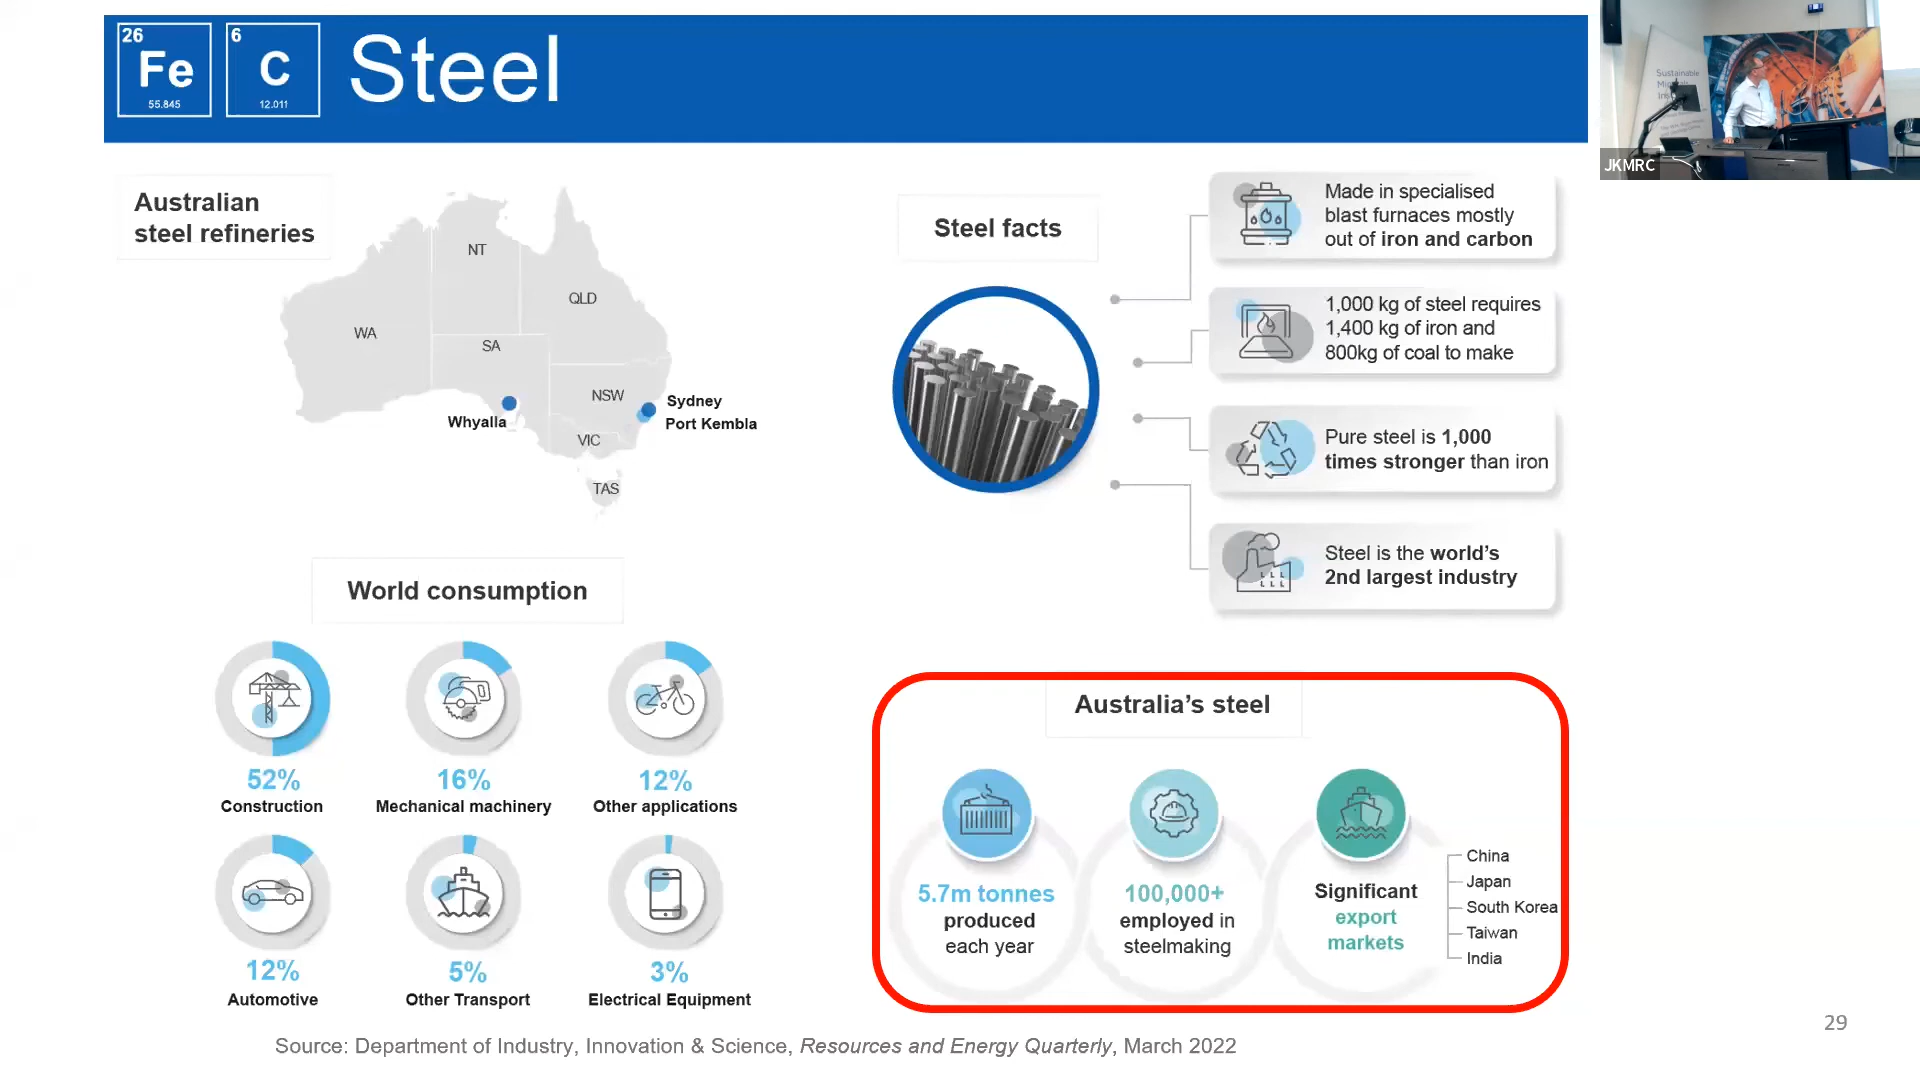 26
Fe
55.845
6
C
12.011
Steel
Australian
steel refineries
NT
QLD
WA
SA
NSW
Sydney
Whyalla
Port Kembla
VIC
TAS
Steel facts
Made in specialised
blast furnaces mostly
out of iron and carbon
1,000 kg of steel requires
1,400 kg of iron and
800kg of coal to make
Pure steel is 1,000
times stronger than iron
Steel is the world's
2nd largest industry
World consumption
52%
Construction
16%
Mechanical machinery
12%
Other applications
12%
Automotive
5%
Other Transport
3%
Electrical Equipment
Australia's steel
5.7m tonnes
produced
each year
100,000+
employed in
steelmaking
Significant
export
markets
China
Japan
South Korea
Taiwan
India
Source: Department of Industry, Innovation & Science, Resources and Energy Quarterly, March 2022
29
Sustainable
JKMRC